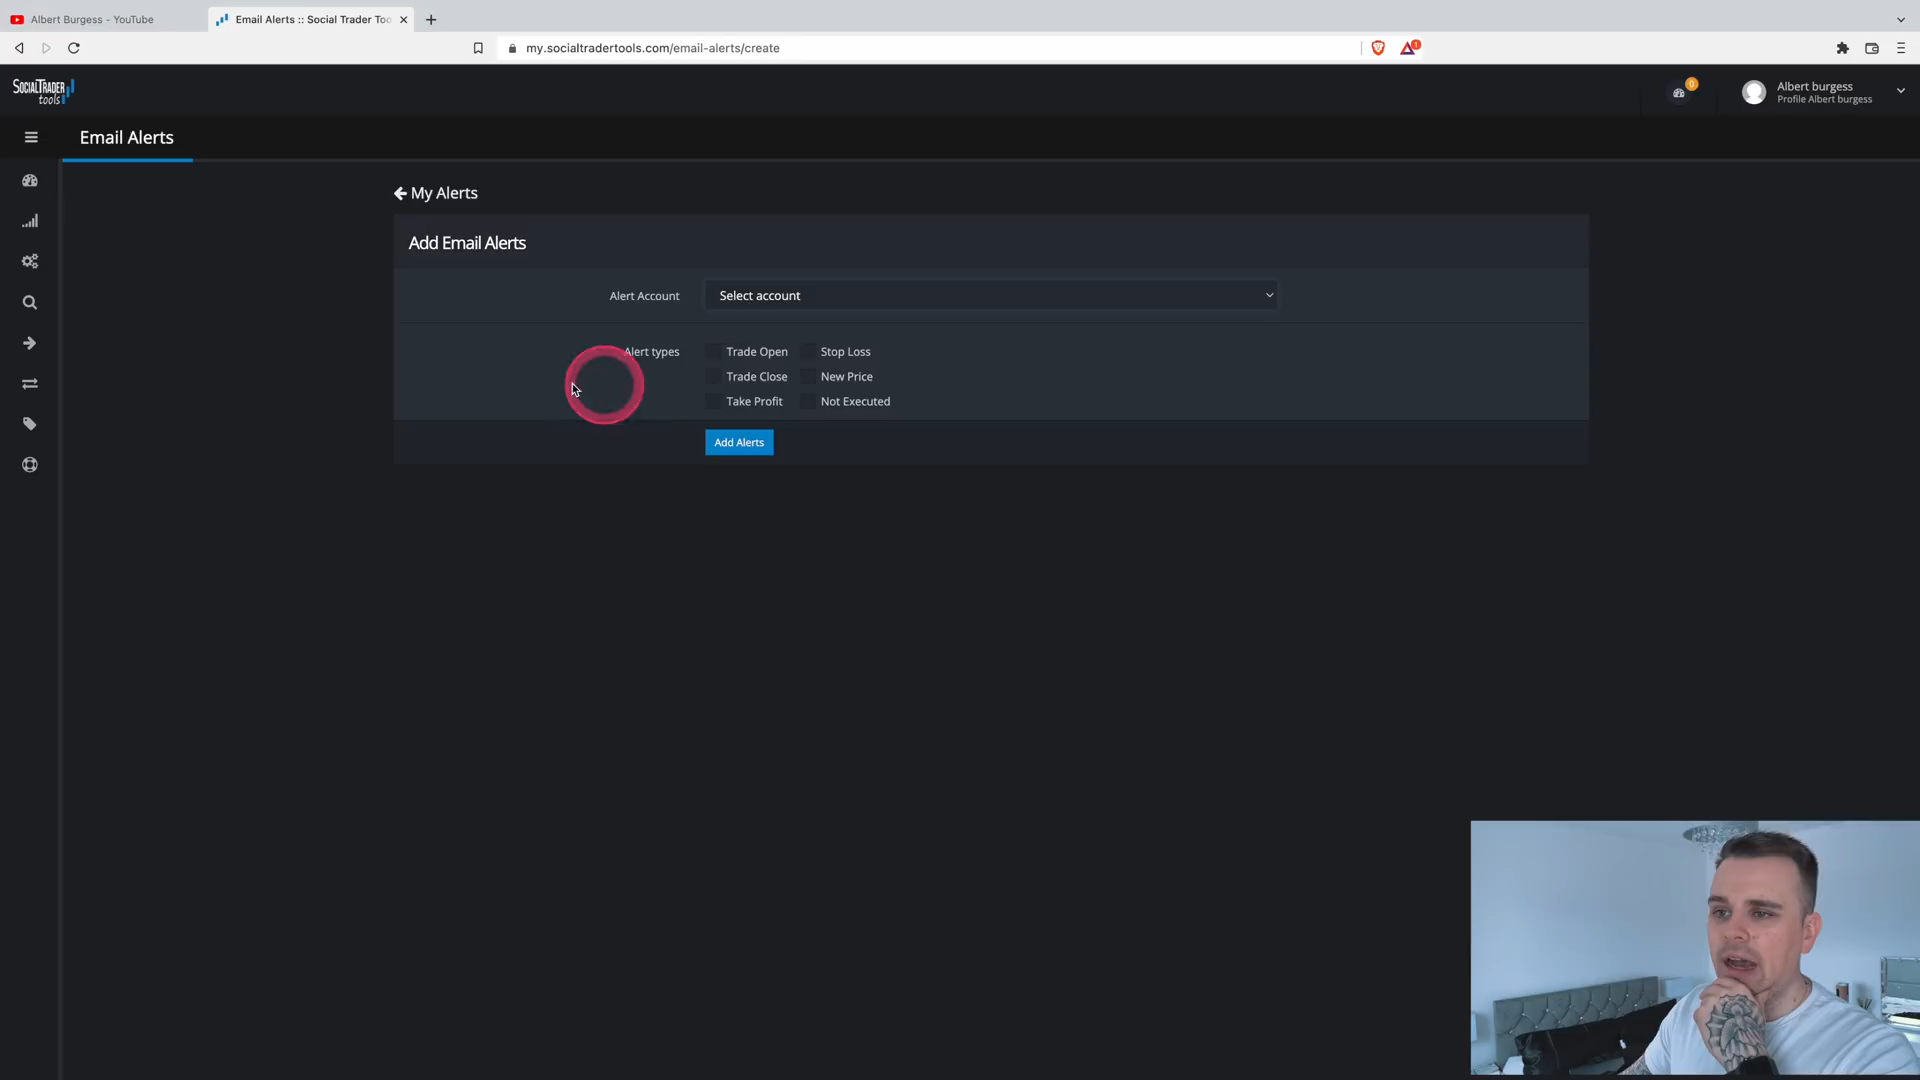 Albert Burgess - YouTube
Email Alerts :: Social Trader Too
my.socialtradertools.com/email-alerts/create
1
SOCIALTRADER
tools
0
Albert burgess
Profile Albert burgess
Email Alerts
My Alerts
Add Email Alerts
Alert Account
Select account
Alert types
Trade Open
Stop Loss
Trade Close
New Price
Take Profit
Not Executed
Add Alerts